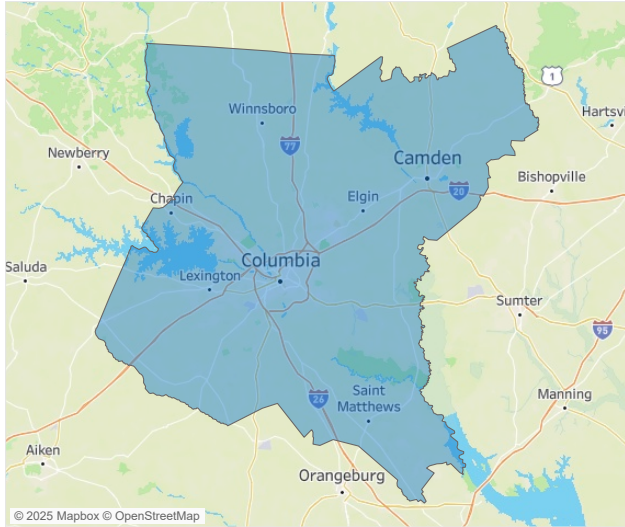 1
Hartsvi
Winnsboro
77
Newberry
Camden
Bishopville
20
Elgin
Chapin
Columbia
Saluda
Lexington
Sumter
95
26
Saint
Matthews
Manning
Aiken
Orangeburg
© 2025 Mapbox © OpenStreetMap